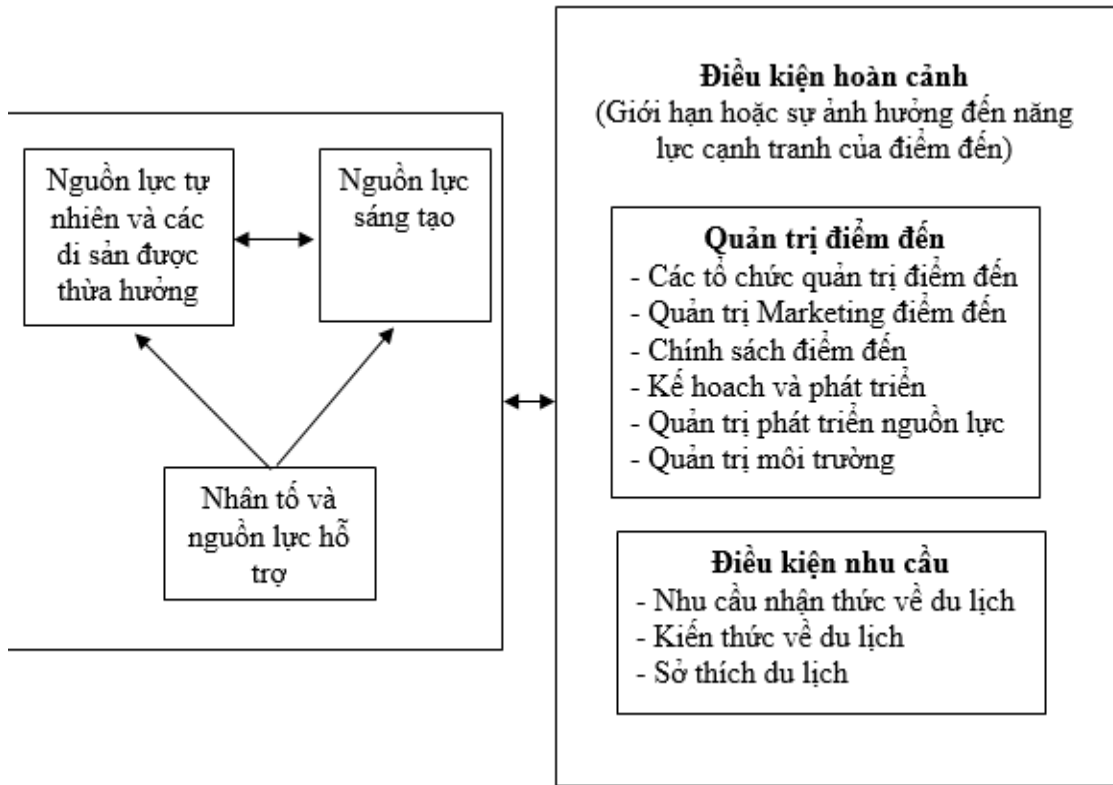 Nguồn lực tự
nhiên và các
di sản được
thừa hưởng
Nguồn lực
sáng tạo
Nhân tố và
nguồn lực hỗ
trợ
Điều kiện hoàn cảnh
(Giới hạn hoặc sự ảnh hưởng đến năng
lực cạnh tranh của điểm đến)
Quản trị điểm đến
- Các tổ chức quản trị điểm đến
- Quản trị Marketing điểm đến
- Chính sách điểm đến
- Kế hoach và phát triển
- Quản trị phát triển nguồn lực
- Quản trị môi trường
Điều kiện nhu cầu
- Nhu cầu nhận thức về du lịch
- Kiến thức về du lịch
- Sở thích du lịch